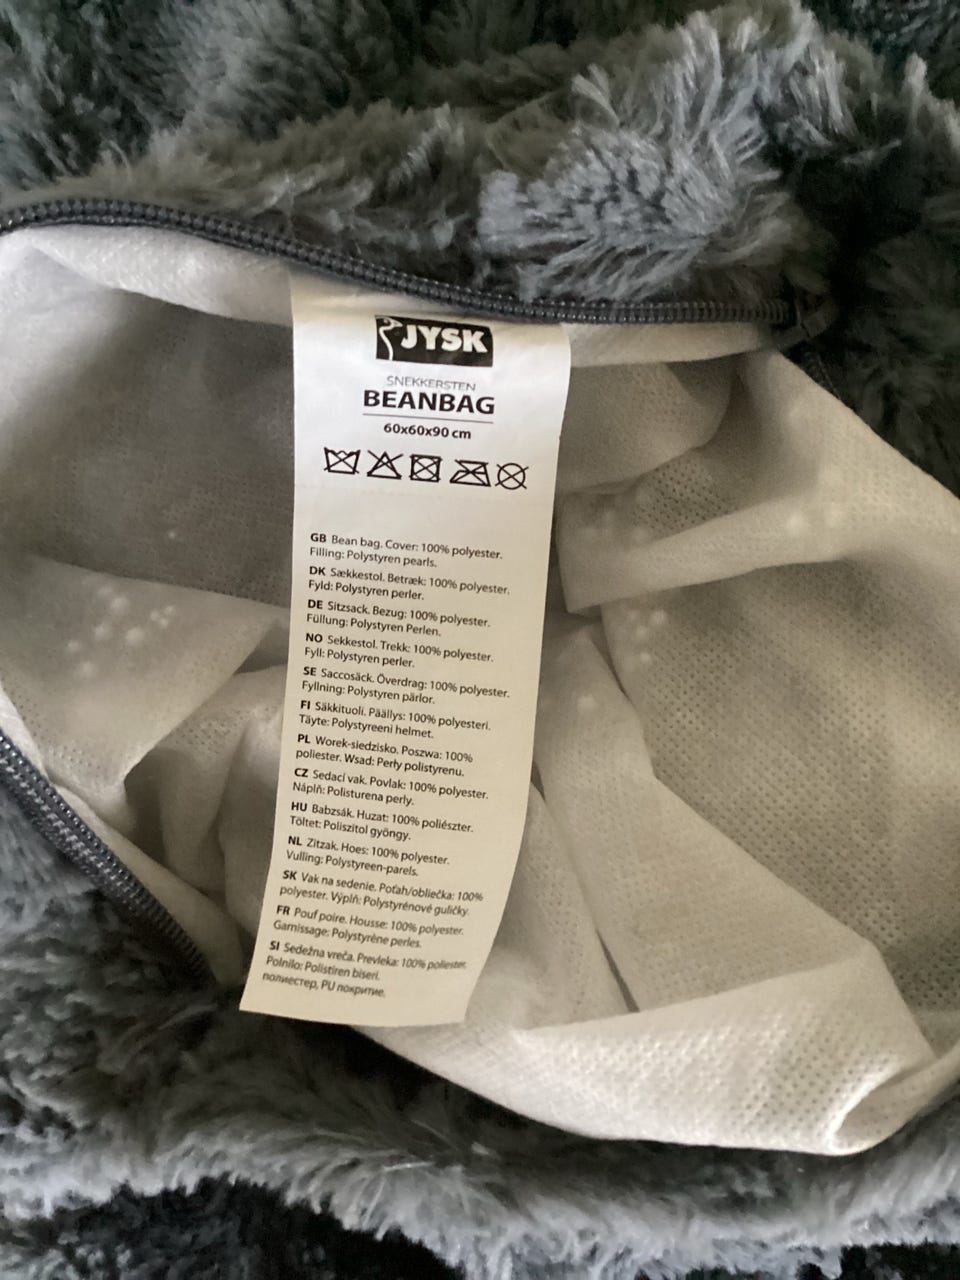 JYSK
SNEKKERSTEN
BEANBAG
60x60x90 cm
GB Bean bag. Cover: 100% polyester.
Filling: Polystyren pearls.
DK Sækkestol. Betræk: 100% polyester.
Fyld: Polystyren perler.
DE Sitzsack. Bezug: 100% polyester.
Füllung: Polystyren Perlen.
NO Sekkestol. Trekk: 100% polyester.
Fyll: Polystyren perler.
SE Saccosäck. Överdrag: 100% polyester.
Fyllning: Polystyren pärlor.
FI Säkkituoli. Päällys: 100% polyesteri.
Täyte: Polystyreeni helmet.
PL Worek-siedzisko. Poszwa: 100%
poliester. Wsad: Perły polistyrenu.
CZ Sedací vak. Povlak: 100% polyester.
Náplň: Polisturena perly.
HU Babzsák. Huzat: 100% poliészter.
Töltet: Poliszitol gyöngy.
NL Zitzak. Hoes: 100% polyester.
Vulling: Polystyreen-parels.
SK Vak na sedenie. Poťah/obliečka: 100%
polyester. Výplň: Polystyrénové guličky.
FR Pouf poire. Housse: 100% polyester.
Garnissage: Polystyrène perles.
SI Sedežna vreča. Prevleka: 100% poliester.
Polnilo: Polistiren biseri.
полиестер, PU покритие.